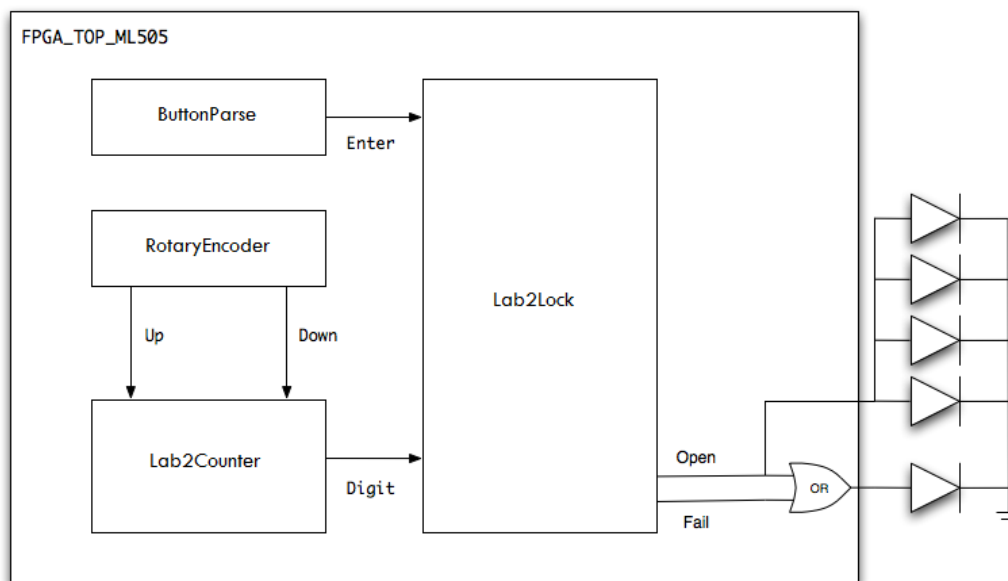 FPGA_TOP_ML505
ButtonParse
Enter
RotaryEncoder
Up
Down
Lab2Lock
Lab2Counter
Digit
Open
OR
Fail